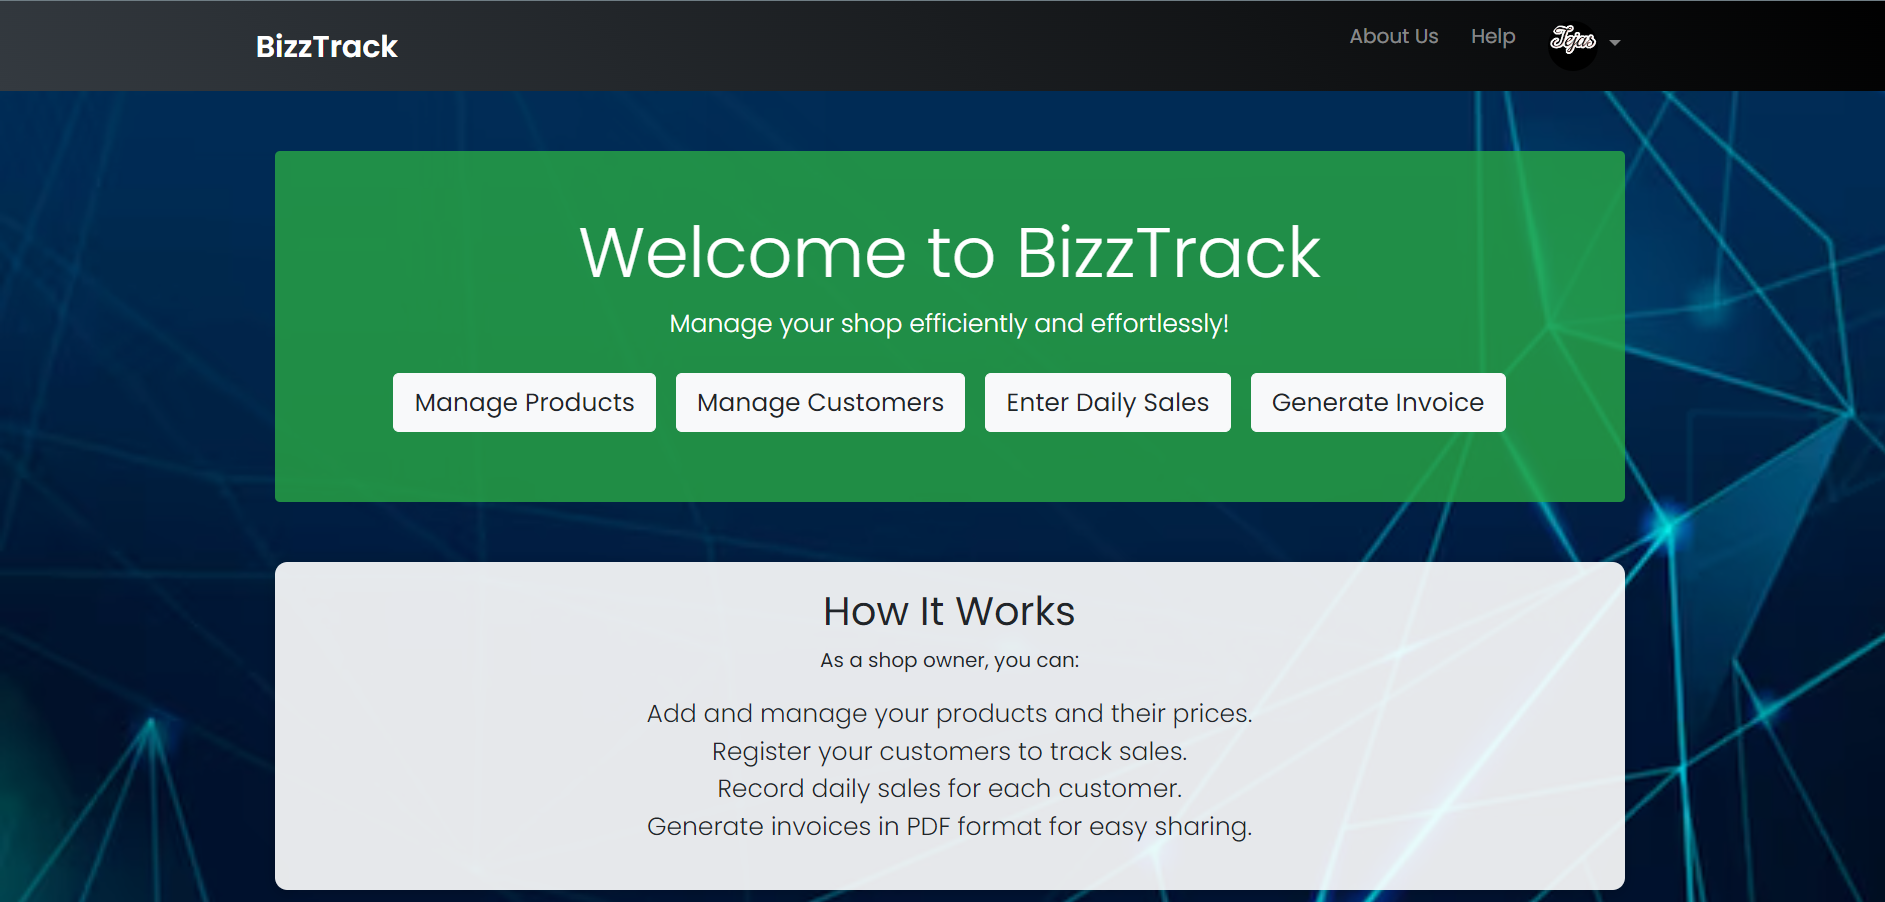 BizzTrack
About Us
Help
Tejas
Welcome to BizzTrack
Manage your shop efficiently and effortlessly!
Manage Products
Manage Customers
Enter Daily Sales
Generate Invoice
How It Works
As a shop owner, you can:
Add and manage your products and their prices.
Register your customers to track sales.
Record daily sales for each customer.
Generate invoices in PDF format for easy sharing.